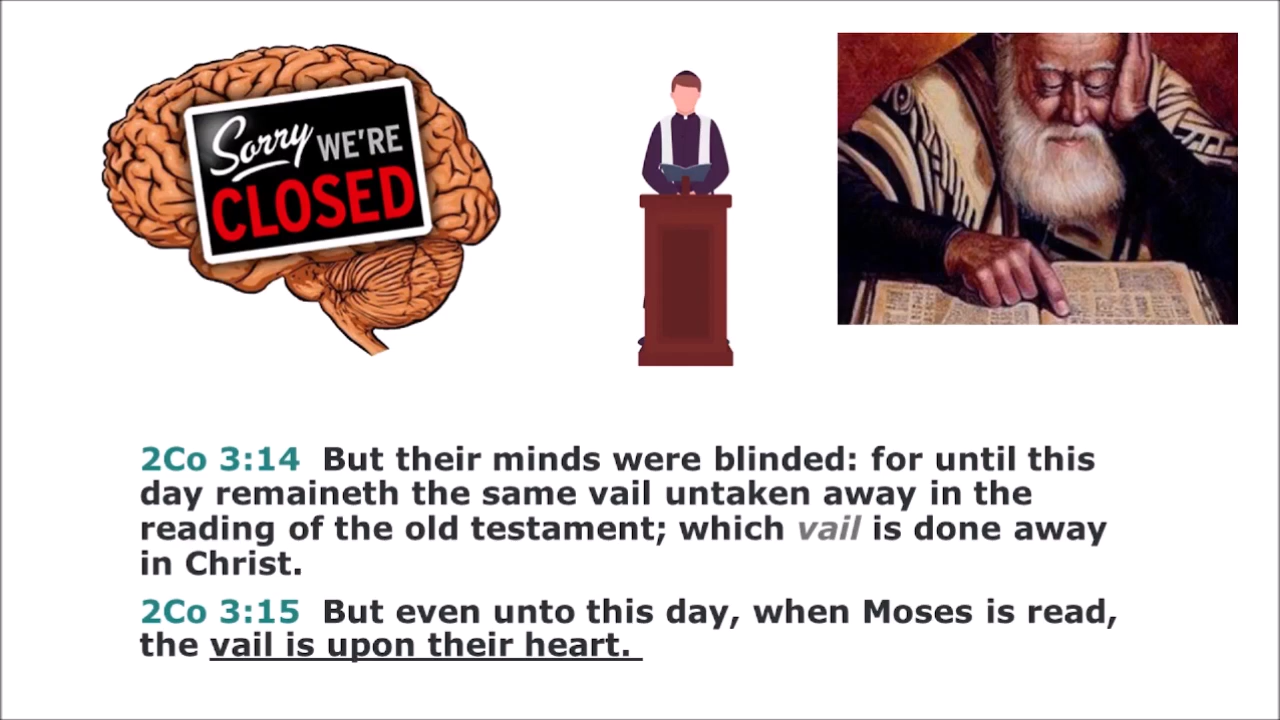 Sorry WE'RE
CLOSED
2Co 3:14 But their minds were blinded: for until this
day remaineth the same vail untaken away in the
reading of the old testament; which vail is done away
in Christ.
2Co 3:15 But even unto this day, when Moses is read,
the vail is upon their heart.